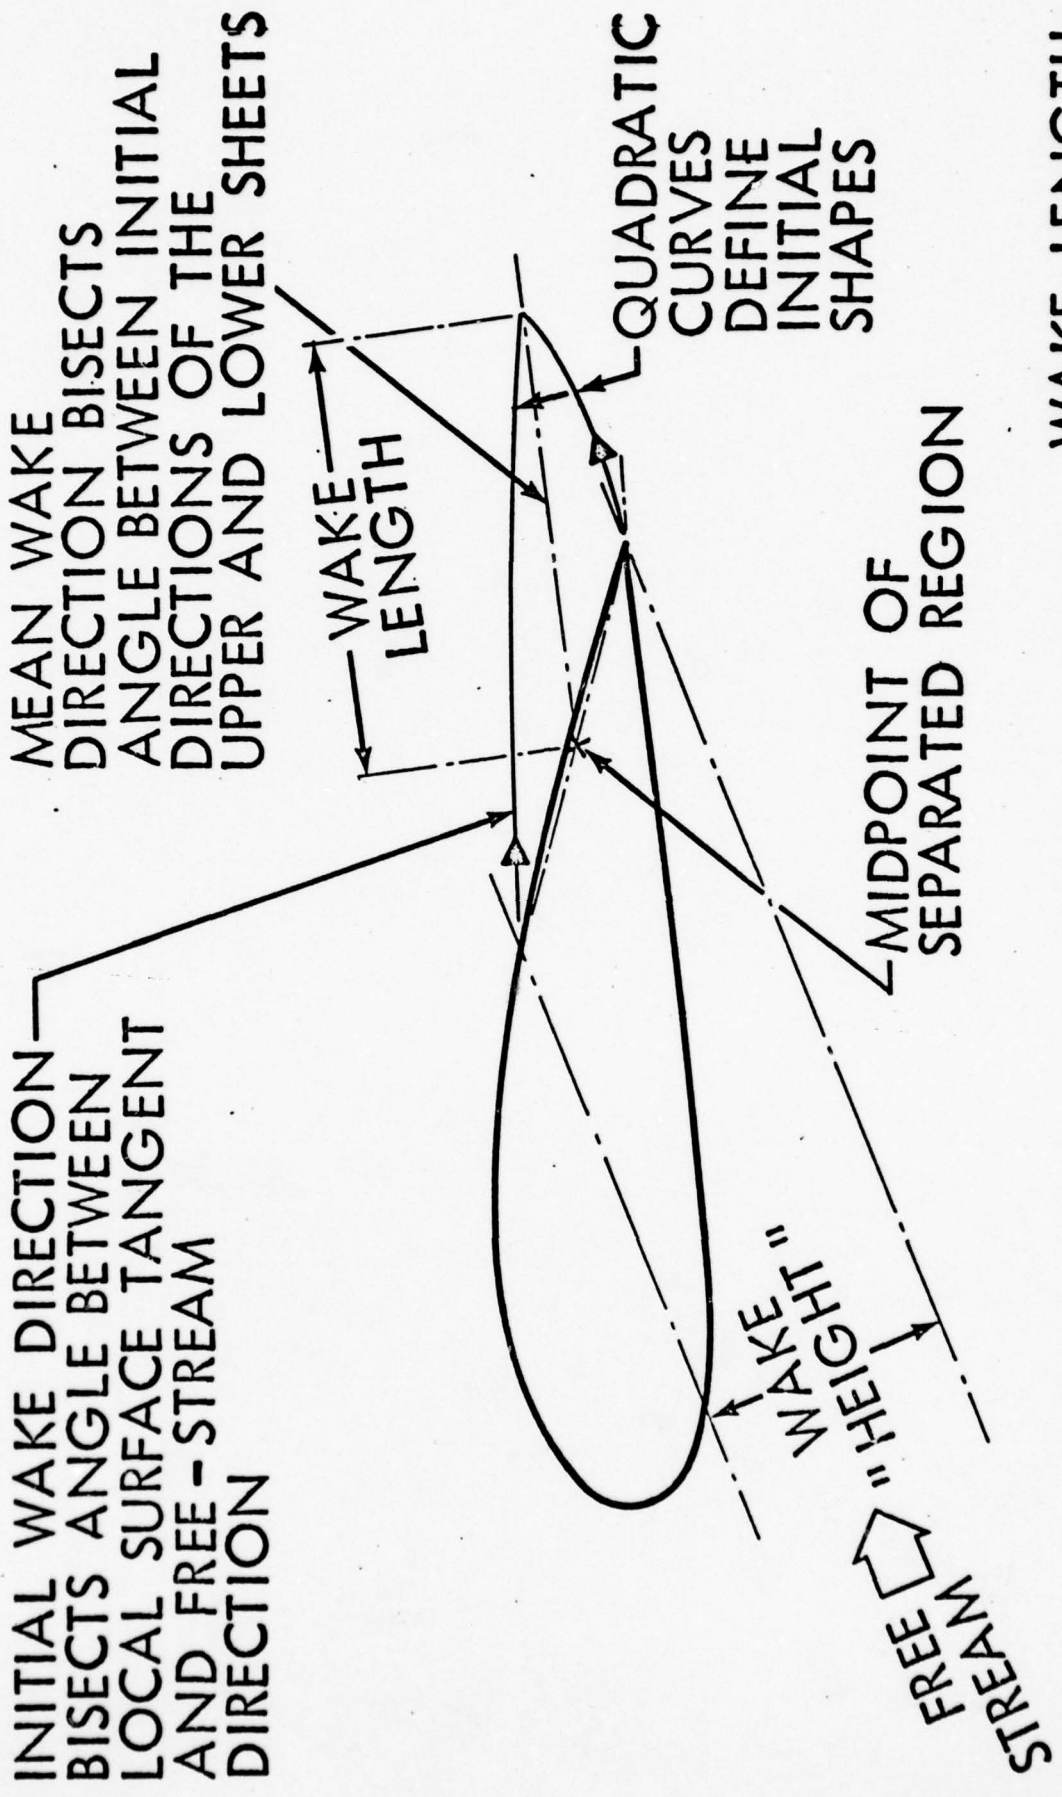 INITIAL WAKE DIRECTION
BISECTS ANGLE BETWEEN
LOCAL SURFACE TANGENT
AND FREE-STREAM
DIRECTION
MEAN WAKE
DIRECTION BISECTS
ANGLE BETWEEN INITIAL
DIRECTIONS OF THE
UPPER AND LOWER SHEETS
WAKE
LENGTH
QUADRATIC
CURVES
DEFINE
INITIAL
SHAPES
MIDPOINT OF
SEPARATED REGION
WAKE
"HEIGHT"
FREE
STREAM
WAKE LENGTH